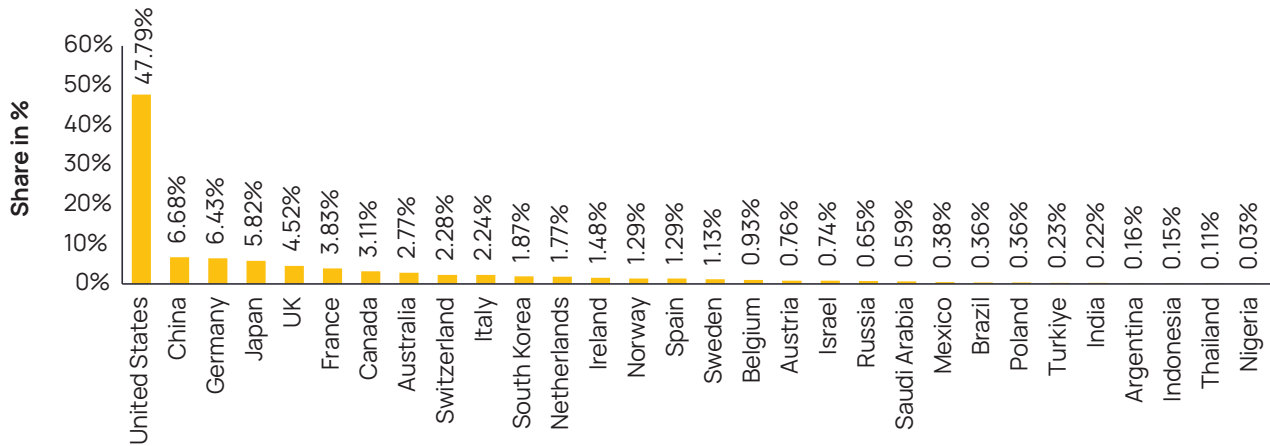 Share in %
60%
50%
40%
30%
20%
10%
0%
47.79%
6.68%
6.43%
5.82%
4.52%
3.83%
3.11%
2.77%
2.28%
2.24%
1.87%
1.77%
1.48%
1.29%
1.29%
1.13%
0.93%
0.76%
0.74%
0.65%
0.59%
0.38%
0.36%
0.36%
0.23%
0.22%
0.16%
0.15%
0.11%
0.03%
United States
China
Germany
Japan
UK
France
Canada
Australia
Switzerland
Italy
South Korea
Netherlands
Ireland
Norway
Spain
Sweden
Belgium
Austria
Israel
Russia
Saudi Arabia
Mexico
Brazil
Poland
Turkiye
India
Argentina
Indonesia
Thailand
Nigeria